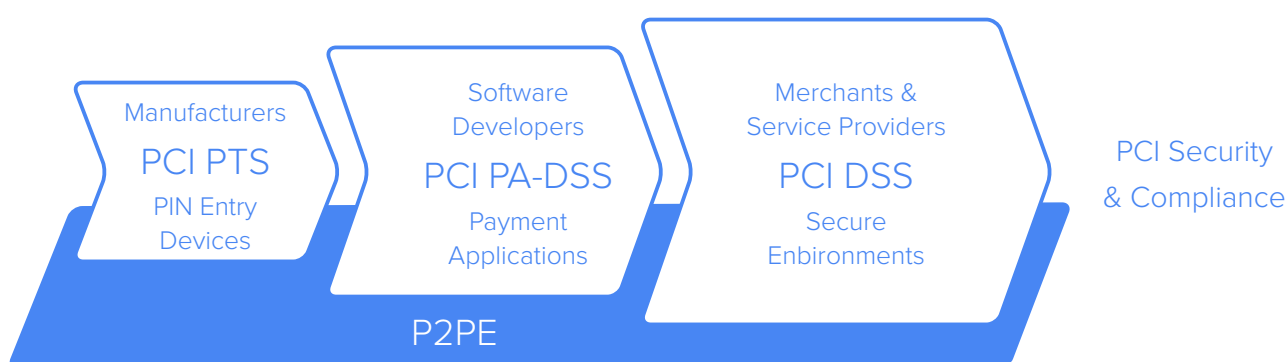 Manufacturers
PCI PTS
PIN Entry
Devices
Software
Developers
PCI PA-DSS
Payment
Applications
Merchants &
Service Providers
PCI DSS
Secure
Enbironments
PCI Security
& Compliance
P2PE